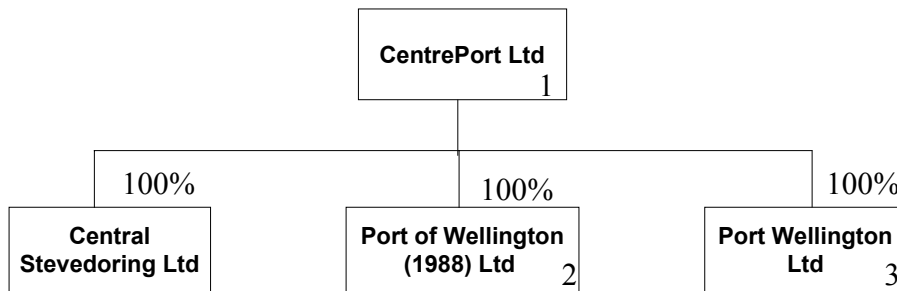 CentrePort Ltd
1
100%
100%
100%
Central
Stevedoring Ltd
Port of Wellington
(1988) Ltd
2
Port Wellington
Ltd
3